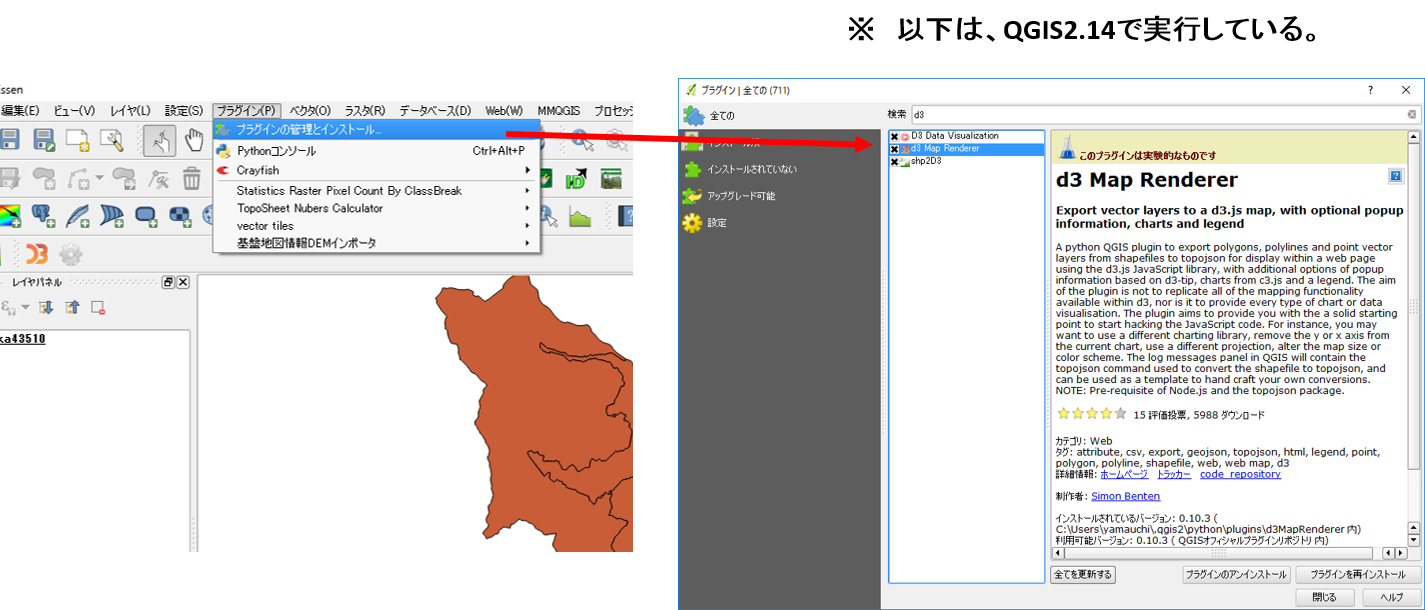 ※ 以下は、QGIS2.14で実行している。
ssen
編集(E) ビュー(V) レイヤ(L) 設定(S) プラグイン(P) ベクタ(O) ラスタ(R) データベース(D) Web(W) MMQGIS プロセッシ
プラグインの管理とインストール...
Pythonコンソール Ctrl+Alt+P
Crayfish
Statistics Raster Pixel Count By ClassBreak
TopoSheet Nubers Calculator
vector tiles
基盤地図情報DEMインポータ
レイヤパネル
ka43510
プラグイン | 全ての (711)
全ての
インストールされていない
アップグレード可能
設定
検索 d3
D3 Data Visualization
d3 Map Renderer
shp2D3
このプラグインは実験的なものです
d3 Map Renderer
Export vector layers to a d3.js map, with optional popup
information, charts and legend
A python QGIS plugin to export polygons, polylines and point vector
layers from shapefiles to topojson for display within a web page
using the d3.js JavaScript library, with additional options of popup
information based on d3-tip, charts from c3.js and a legend. The aim
of the plugin is not to replicate all of the mapping functionality
available within d3, nor is it to provide every type of chart or data
visualisation. The plugin aims to provide you with the a solid starting
point to start hacking the JavaScript code. For instance, you may
want to use a different charting library, remove the y or x axis from
the current chart, use a different projection, alter the map size or
color scheme. The log messages panel in QGIS will contain the
topojson command used to convert the shapefile to topojson, and
can be used as a template to hand craft your own conversions.
NOTE: Pre-requisite of Node.js and the topojson package.
15 評価投票, 5988 ダウンロード
カテゴリ: Web
タグ: attribute, csv, export, geojson, topojson, html, legend, point,
polygon, polyline, shapefile, web, web map, d3
詳細情報: ホームページ トラッカー code repository
制作者: Simon Benten
インストールされているバージョン: 0.10.3 (
C:\Users\yamauchi\.qgis2\python\plugins\d3MapRenderer 内)
利用可能バージョン: 0.10.3 ( QGISオフィシャルプラグインリポジトリ 内)
全てを更新する プラグインのアンインストール プラグインを再インストール
閉じる ヘルプ